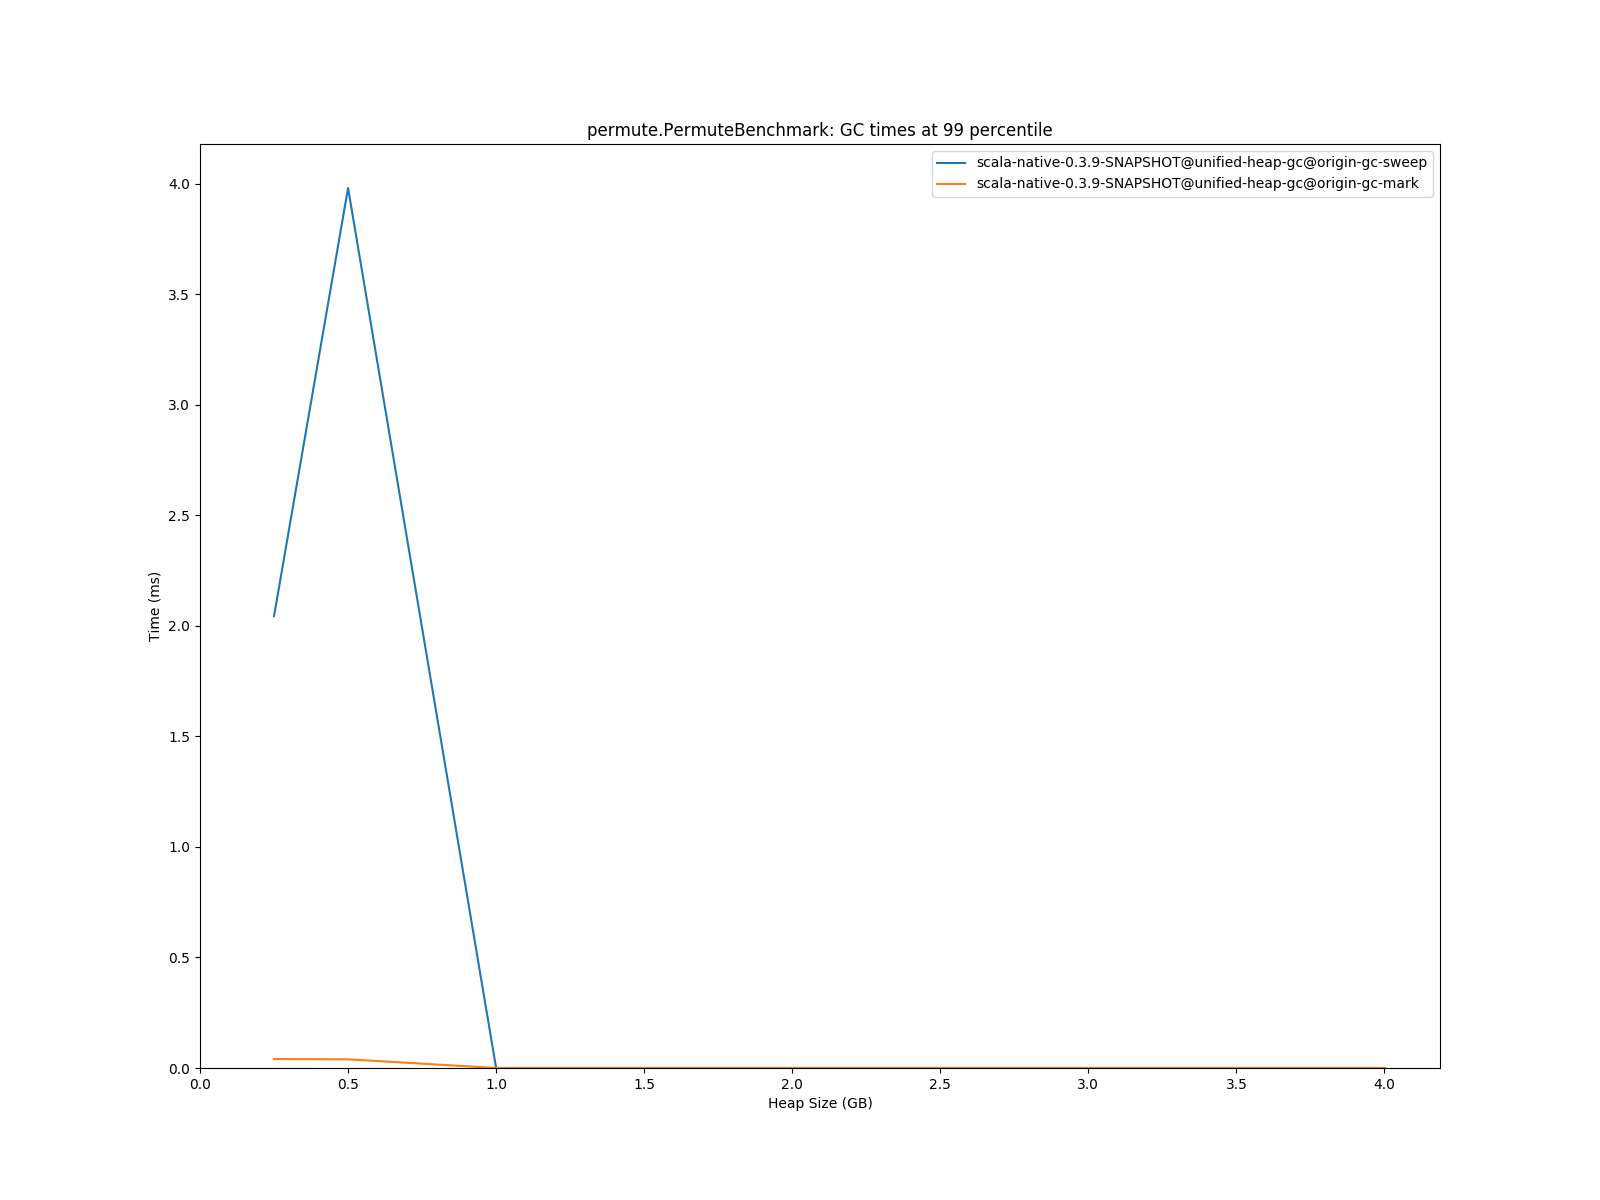 permute.PermuteBenchmark: GC times at 99 percentile
scala-native-0.3.9-SNAPSHOT@unified-heap-gc@origin-gc-sweep
scala-native-0.3.9-SNAPSHOT@unified-heap-gc@origin-gc-mark
4.0
3.5
3.0
2.5
2.0
1.5
1.0
0.5
0.0
Time (ms)
0.0 0.5 1.0 1.5 2.0 2.5 3.0 3.5 4.0
Heap Size (GB)